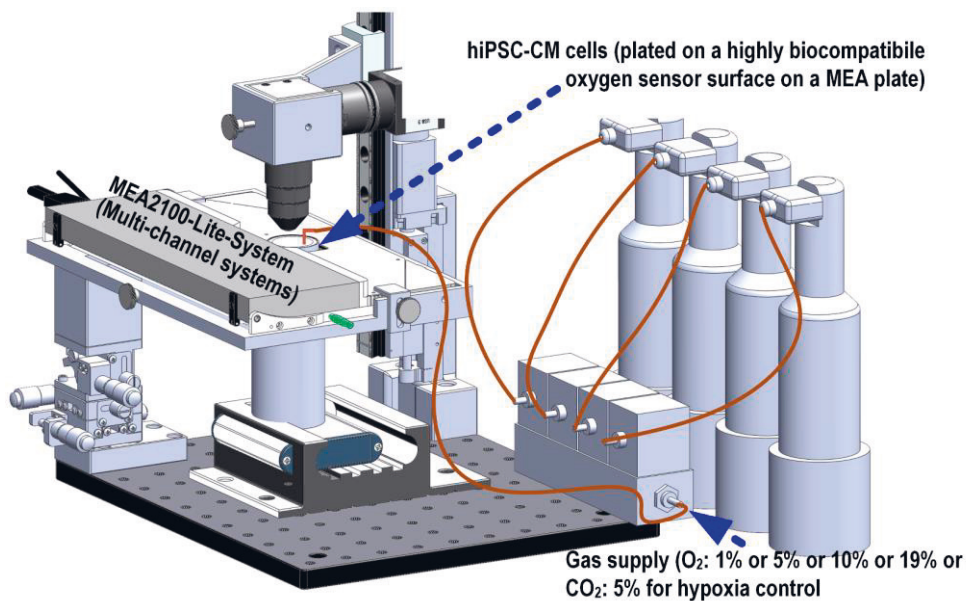 hiPSC-CM cells (plated on a highly biocompatibile
oxygen sensor surface on a MEA plate)
MEA2100-Lite-System
(Multi-channel systems)
Gas supply (O₂: 1% or 5% or 10% or 19% or
CO₂: 5% for hypoxia control